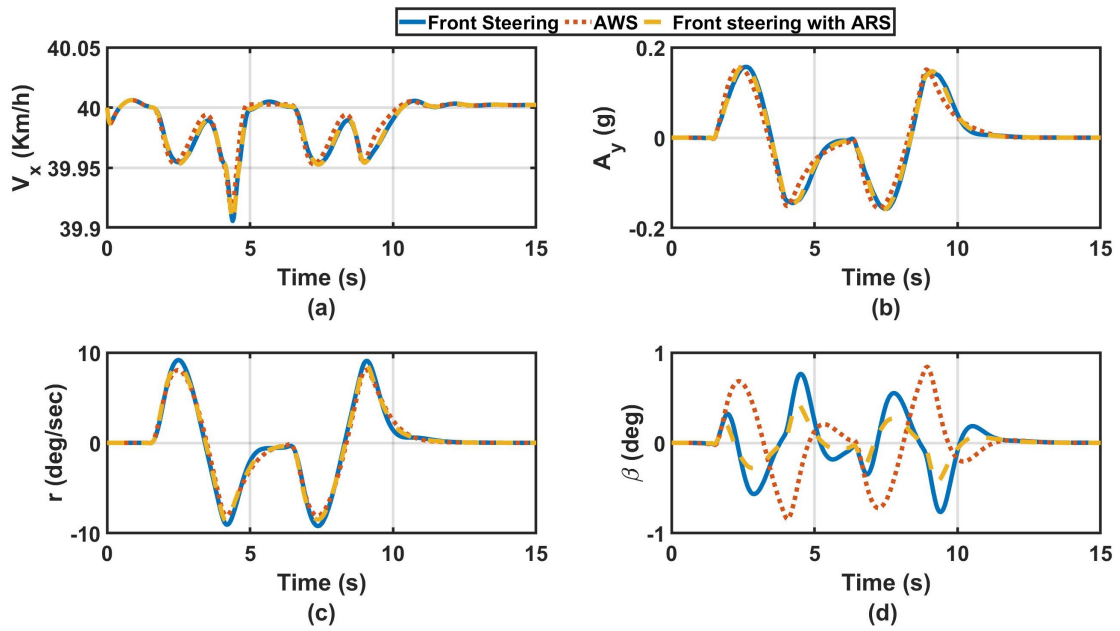 Front Steering AWS Front steering with ARS
40.05
40
39.95
39.9
V_x (Km/h)
0 5 10 15
Time (s)
(a)
0.2
0
-0.2
A_y (g)
0 5 10 15
Time (s)
(b)
10
0
-10
r (deg/sec)
0 5 10 15
Time (s)
(c)
1
0
-1
β (deg)
0 5 10 15
Time (s)
(d)